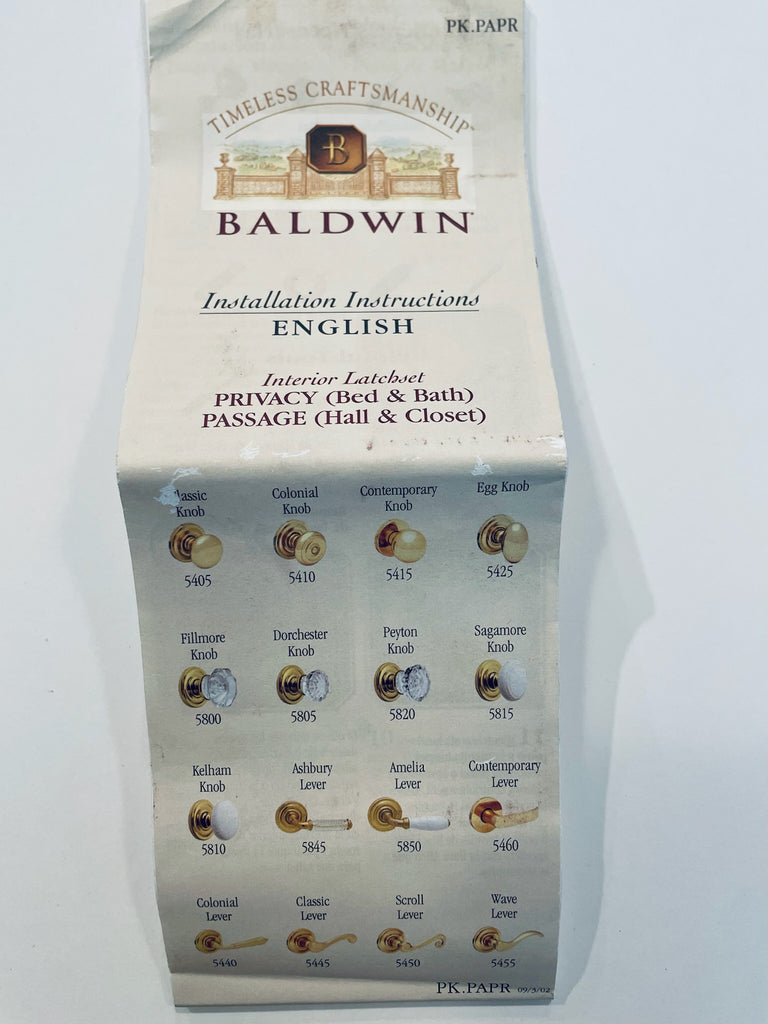 PK.PAPR
TIMELESS CRAFTSMANSHIP™
B
BALDWIN
Installation Instructions
ENGLISH
Interior Latchset
PRIVACY (Bed & Bath)
PASSAGE (Hall & Closet)
lassic Knob
Colonial Knob
Contemporary Knob
Egg Knob
5405
5410
5415
5425
Fillmore Knob
Dorchester Knob
Peyton Knob
Sagamore Knob
5800
5805
5820
5815
Kelham Knob
Ashbury Lever
Amelia Lever
Contemporary Lever
5810
5845
5850
5460
Colonial Lever
Classic Lever
Scroll Lever
Wave Lever
5440
5445
5450
5455
PK.PAPR 09/3/02